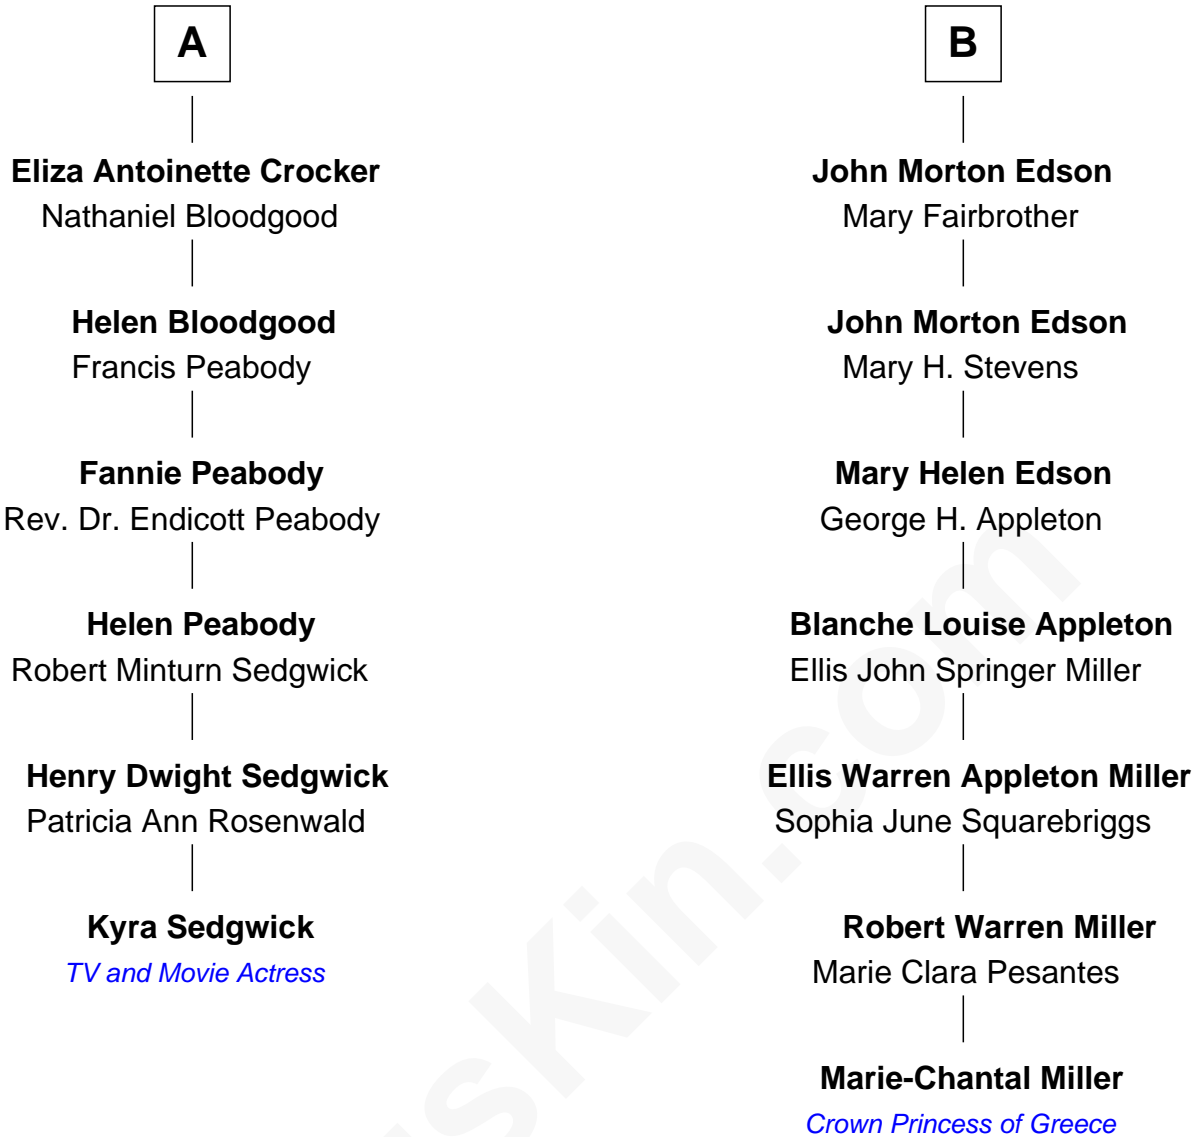 A
Eliza Antoinette Crocker
Nathaniel Bloodgood
Helen Bloodgood
Francis Peabody
Fannie Peabody
Rev. Dr. Endicott Peabody
Helen Peabody
Robert Minturn Sedgwick
Henry Dwight Sedgwick
Patricia Ann Rosenwald
Kyra Sedgwick
TV and Movie Actress
B
John Morton Edson
Mary Fairbrother
John Morton Edson
Mary H. Stevens
Mary Helen Edson
George H. Appleton
Blanche Louise Appleton
Ellis John Springer Miller
Ellis Warren Appleton Miller
Sophia June Squarebriggs
Robert Warren Miller
Marie Clara Pesantes
Marie-Chantal Miller
Crown Princess of Greece